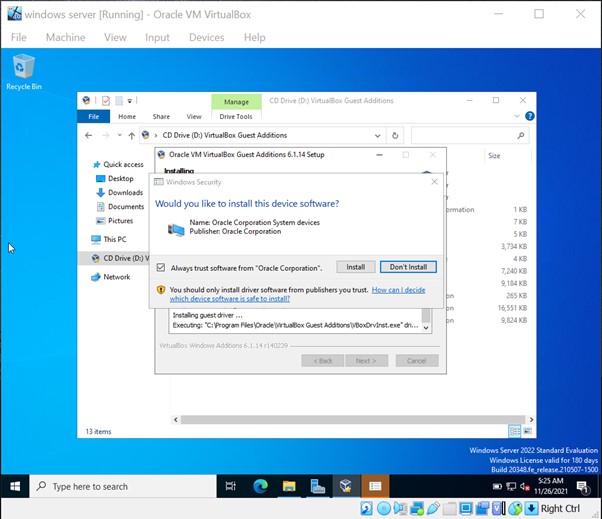 windows server [Running] - Oracle VM VirtualBox
File Machine View Input Devices Help
Recycle Bin
Manage CD Drive (D:) VirtualBox Guest Additions
File Home Share View Drive Tools
CD Drive (D:) VirtualBox Guest Additions
Oracle VM VirtualBox Guest Additions 6.1.14 Setup
Size
Quick access
Installing
Desktop
Downloads
Documents
Pictures
This PC
CD Drive (D:) V
Network
Windows Security
Would you like to install this device software?
Name: Oracle Corporation System devices
Publisher: Oracle Corporation
Always trust software from "Oracle Corporation".
Install
Don't Install
You should only install driver software from publishers you trust. How can I decide
which device software is safe to install?
ormation 1 KB
7 KB
5 KB
3,734 KB
4 KB
on 7,240 KB
on 9,184 KB
265 KB
on 16,551 KB
on 9,824 KB
Installing guest driver ...
Executing: "C:\Program Files\Oracle\VirtualBox Guest Additions\VBoxDrvInst.exe" dri...
VirtualBox Windows Additions 6.1.14 r140239
< Back Next > Cancel
13 items
Windows Server 2022 Standard Evaluation
Windows License valid for 180 days
Build 20348.fe_release.210507-1500
Type here to search
5:25 AM
11/26/2021
1
Right Ctrl